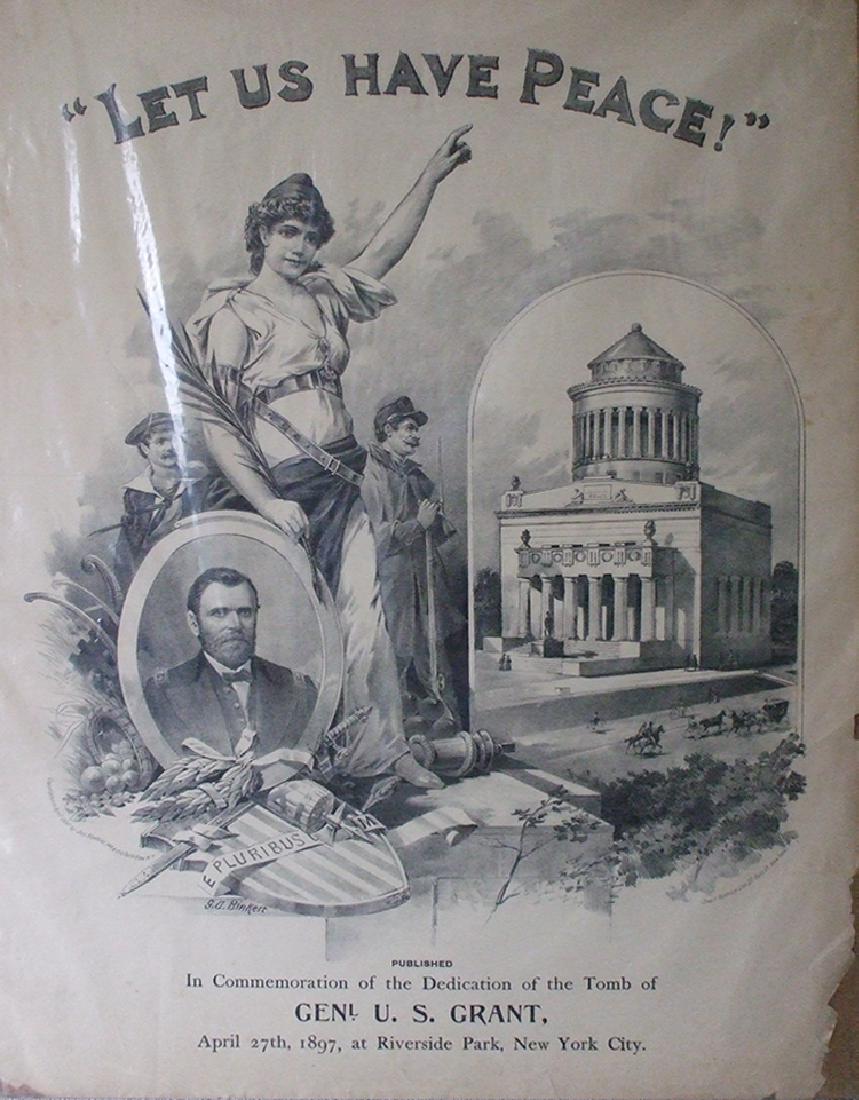 "LET US HAVE PEACE!"
E PLURIBUS
PUBLISHED
In Commemoration of the Dedication of the Tomb of
GENL U. S. GRANT,
April 27th, 1897, at Riverside Park, New York City.